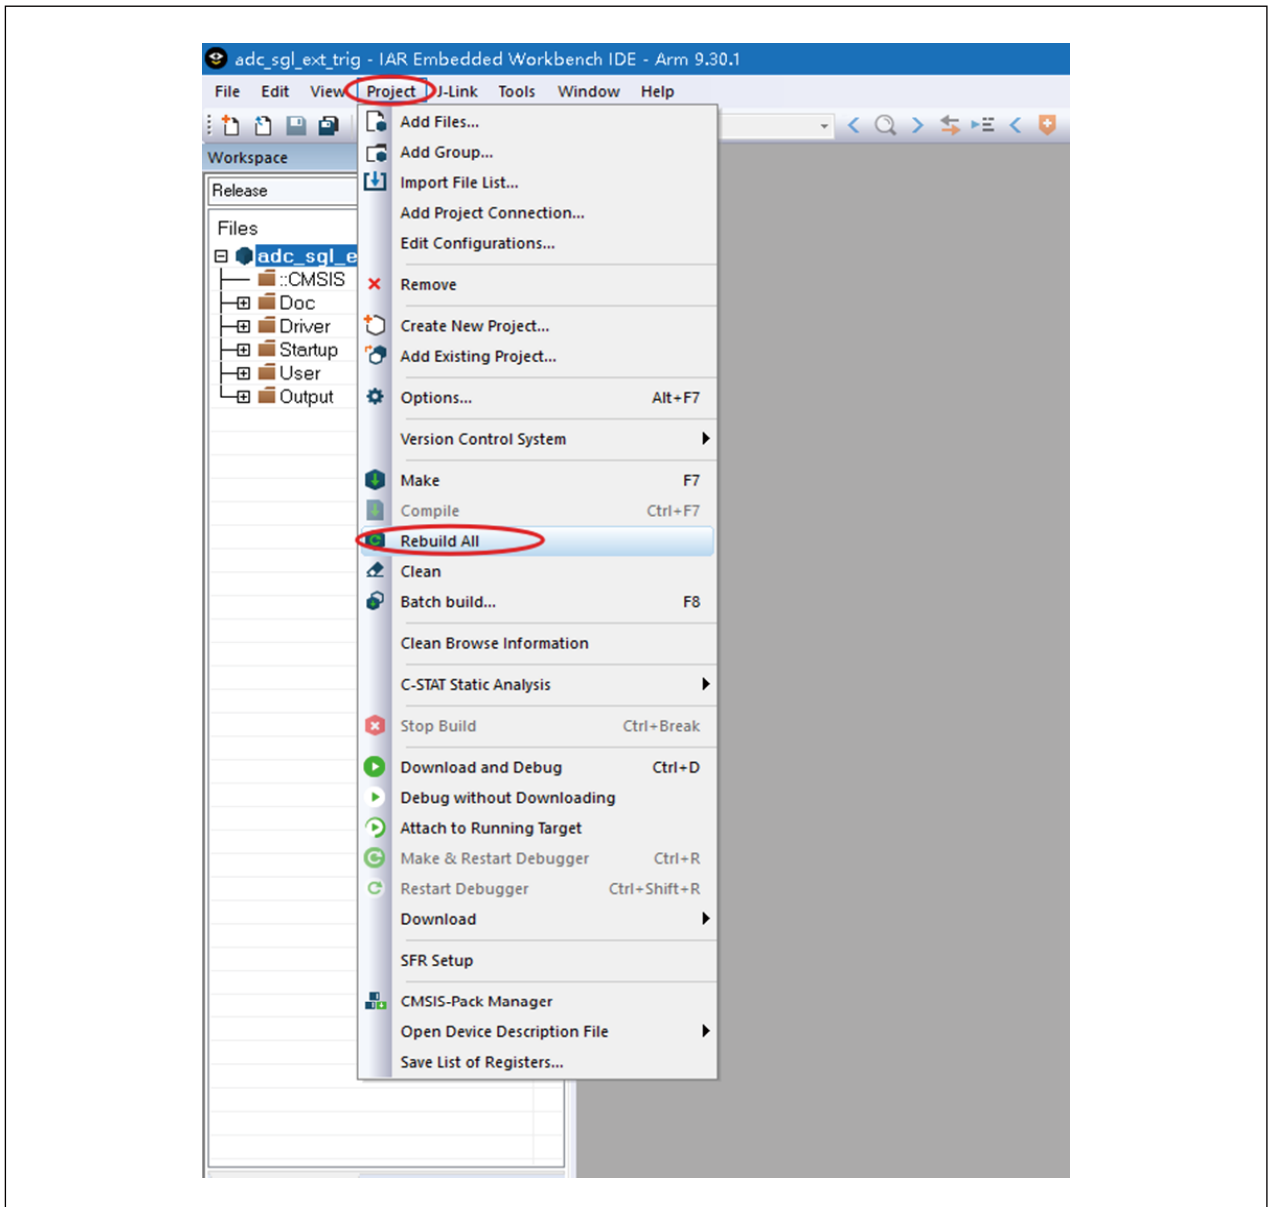 adc_sgl_ext_trig - IAR Embedded Workbench IDE - Arm 9.30.1
File Edit View Project J-Link Tools Window Help
Workspace
Release
Files
adc_sgl_e
::CMSIS
Doc
Driver
Startup
User
Output
Add Files...
Add Group...
Import File List...
Add Project Connection...
Edit Configurations...
Remove
Create New Project...
Add Existing Project...
Options... Alt+F7
Version Control System
Make F7
Compile Ctrl+F7
Rebuild All
Clean
Batch build... F8
Clean Browse Information
C-STAT Static Analysis
Stop Build Ctrl+Break
Download and Debug Ctrl+D
Debug without Downloading
Attach to Running Target
Make & Restart Debugger Ctrl+R
Restart Debugger Ctrl+Shift+R
Download
SFR Setup
CMSIS-Pack Manager
Open Device Description File
Save List of Registers...